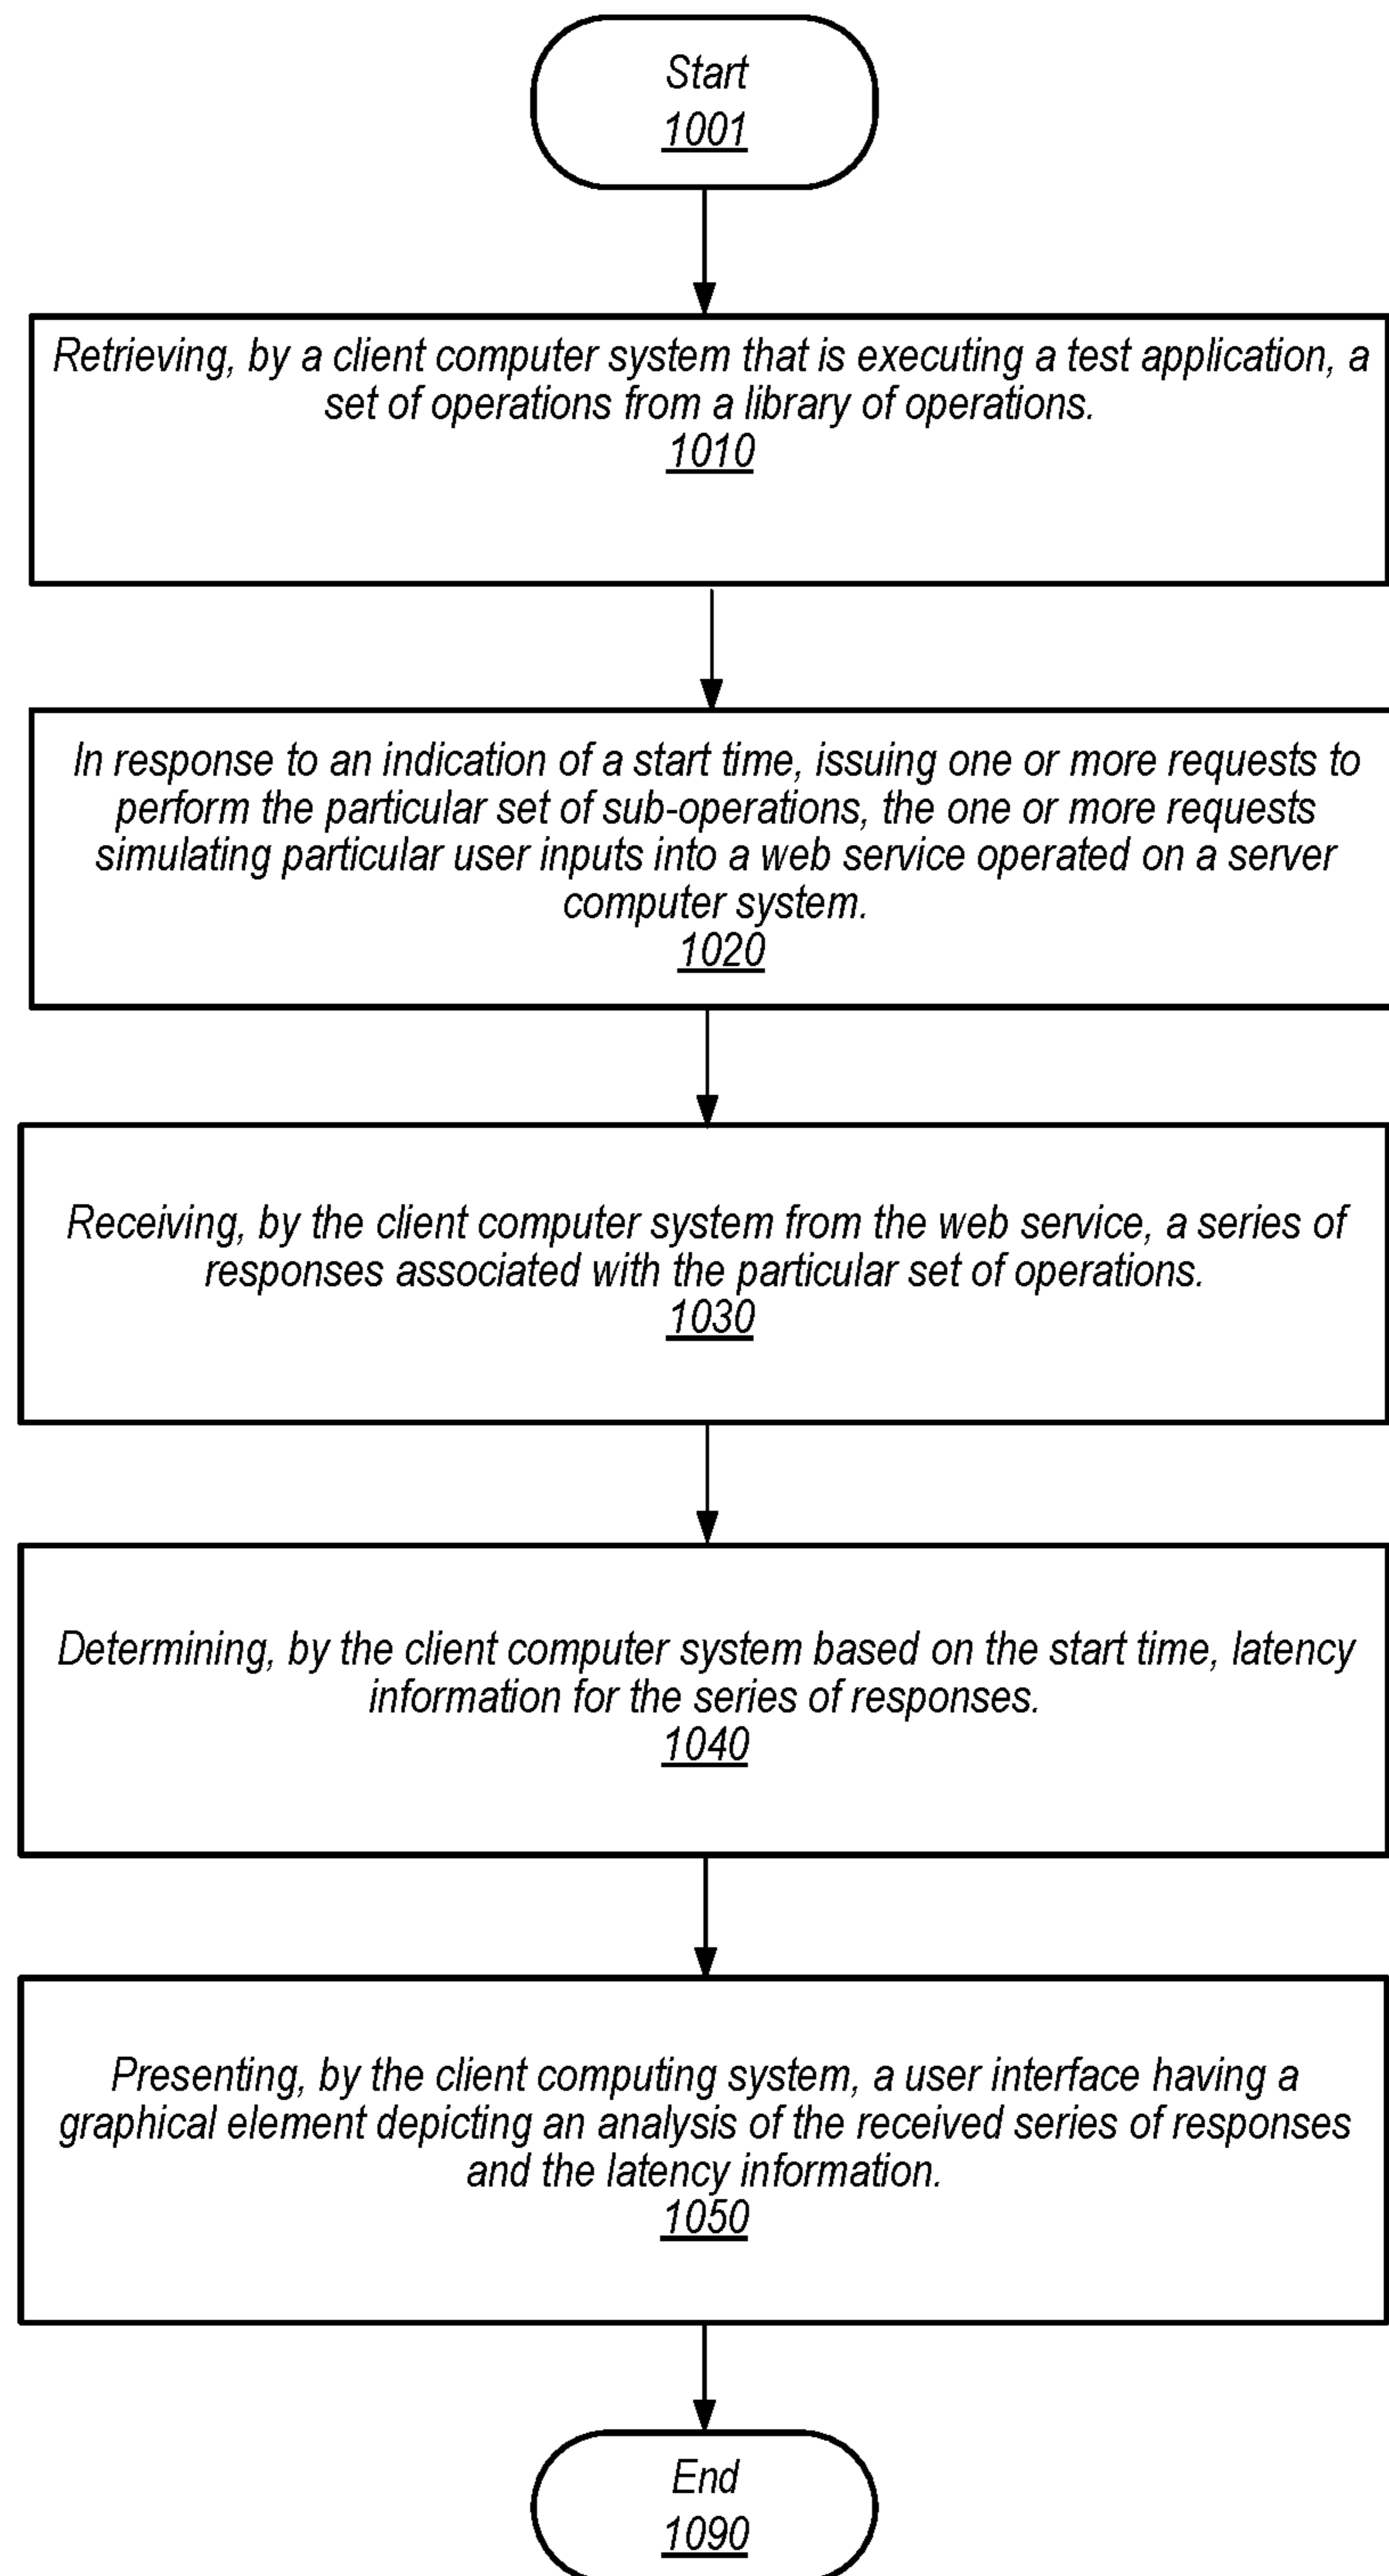 Start
1001
Retrieving, by a client computer system that is executing a test application, a
set of operations from a library of operations.
1010
In response to an indication of a start time, issuing one or more requests to
perform the particular set of sub-operations, the one or more requests
simulating particular user inputs into a web service operated on a server
computer system.
1020
Receiving, by the client computer system from the web service, a series of
responses associated with the particular set of operations.
1030
Determining, by the client computer system based on the start time, latency
information for the series of responses.
1040
Presenting, by the client computing system, a user interface having a
graphical element depicting an analysis of the received series of responses
and the latency information.
1050
End
1090